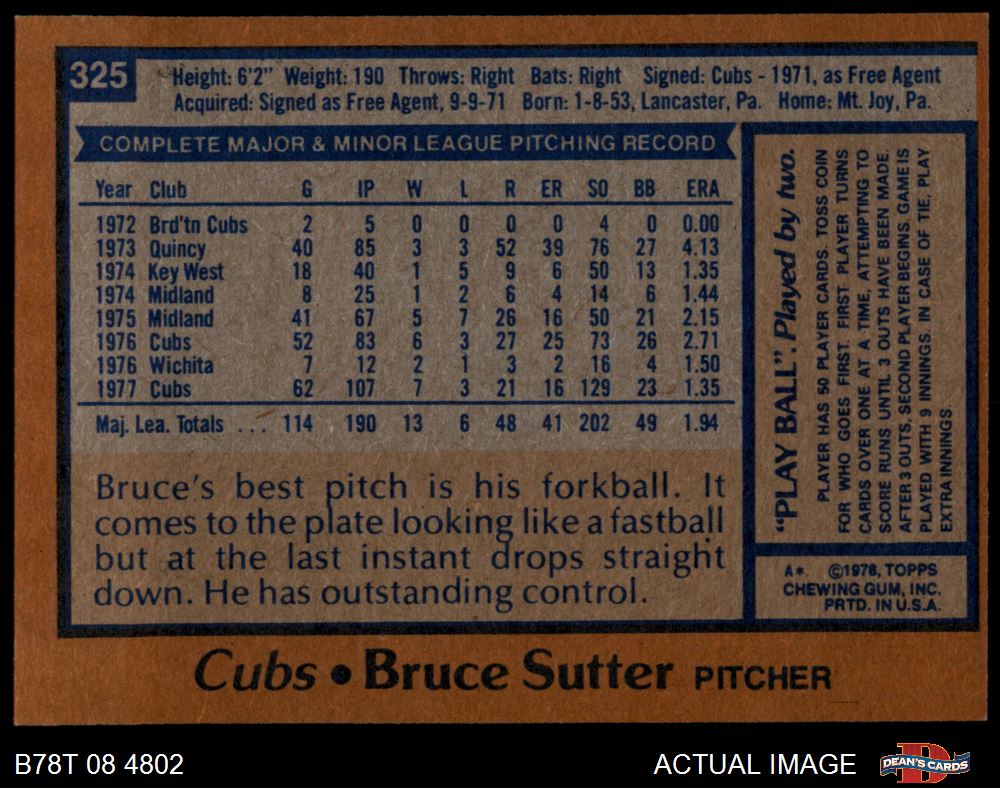 325
Height: 6'2" Weight: 190 Throws: Right Bats: Right Signed: Cubs - 1971, as Free Agent
Acquired: Signed as Free Agent, 9-9-71 Born: 1-8-53, Lancaster, Pa. Home: Mt. Joy, Pa.
COMPLETE MAJOR & MINOR LEAGUE PITCHING RECORD
Year Club G IP W L R ER SO BB ERA
1972 Brd'tn Cubs 2 5 0 0 0 0 4 0 0.00
1973 Quincy 40 85 3 3 52 39 76 27 4.13
1974 Key West 18 40 1 5 9 6 50 13 1.35
1974 Midland 8 25 1 2 6 4 14 6 1.44
1975 Midland 41 67 5 7 26 16 50 21 2.15
1976 Cubs 52 83 6 3 27 25 73 26 2.71
1976 Wichita 7 12 2 1 3 2 16 4 1.50
1977 Cubs 62 107 7 3 21 16 129 23 1.35
Maj. Lea. Totals ... 114 190 13 6 48 41 202 49 1.94
Bruce's best pitch is his forkball. It
comes to the plate looking like a fastball
but at the last instant drops straight
down. He has outstanding control.
"PLAY BALL". Played by two.
PLAYER HAS 50 PLAYER CARDS. TOSS COIN
FOR WHO GOES FIRST. FIRST PLAYER TURNS
CARDS OVER ONE AT A TIME, ATTEMPTING TO
SCORE RUNS UNTIL 3 OUTS HAVE BEEN MADE.
AFTER 3 OUTS, SECOND PLAYER BEGINS. GAME IS
PLAYED WITH 9 INNINGS. IN CASE OF TIE, PLAY
EXTRA INNINGS.
A*. ©1978, TOPPS
CHEWING GUM, INC.
PRTD. IN U.S.A.
Cubs • Bruce Sutter PITCHER
B78T 08 4802
ACTUAL IMAGE
D
DEAN'S CARDS